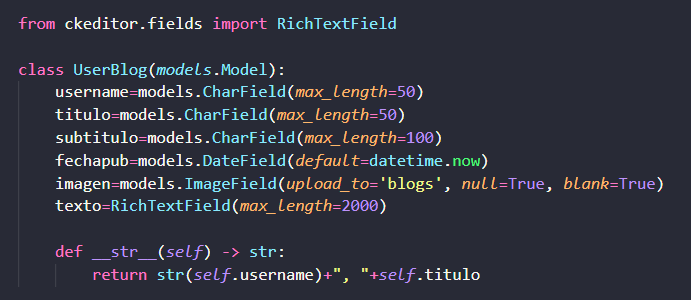 from ckeditor.fields import RichTextField
class UserBlog(models.Model):
username=models.CharField(max_length=50)
titulo=models.CharField(max_length=50)
subtitulo=models.CharField(max_length=100)
fechapub=models.DateField(default=datetime.now)
imagen=models.ImageField(upload_to='blogs', null=True, blank=True)
texto=RichTextField(max_length=2000)
def __str__(self) -> str:
return str(self.username)+", "+self.titulo